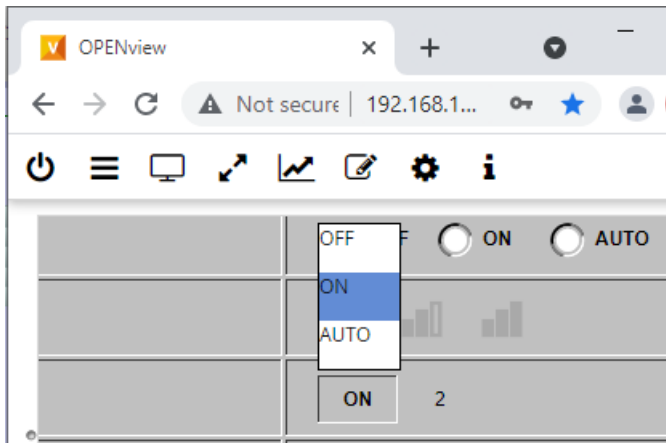 OPENview
Not secure 192.168.1...
OFF F ON AUTO
ON
AUTO
ON 2